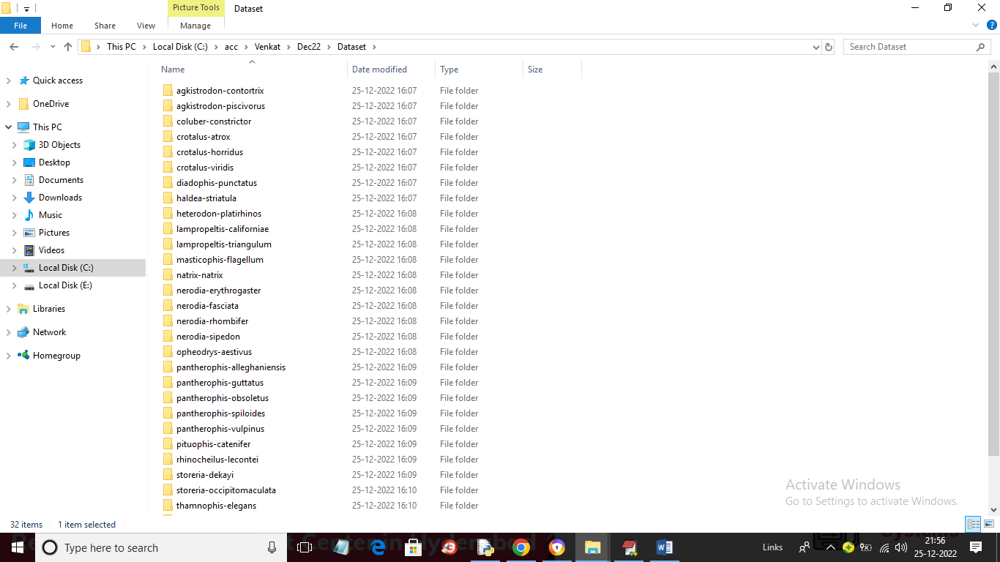 Picture Tools Dataset
File Home Share View Manage
This PC Local Disk (C:) acc Venkat Dec22 Dataset Search Dataset
Name Date modified Type Size
Quick access
OneDrive
This PC
3D Objects
Desktop
Documents
Downloads
Music
Pictures
Videos
Local Disk (C:)
Local Disk (E:)
Libraries
Network
Homegroup
agkistrodon-contortrix 25-12-2022 16:07 File folder
agkistrodon-piscivorus 25-12-2022 16:07 File folder
coluber-constrictor 25-12-2022 16:07 File folder
crotalus-atrox 25-12-2022 16:07 File folder
crotalus-horridus 25-12-2022 16:07 File folder
crotalus-viridis 25-12-2022 16:07 File folder
diadophis-punctatus 25-12-2022 16:07 File folder
haldea-striatula 25-12-2022 16:07 File folder
heterodon-platirhinos 25-12-2022 16:08 File folder
lampropeltis-californiae 25-12-2022 16:08 File folder
lampropeltis-triangulum 25-12-2022 16:08 File folder
masticophis-flagellum 25-12-2022 16:08 File folder
natrix-natrix 25-12-2022 16:08 File folder
nerodia-erythrogaster 25-12-2022 16:08 File folder
nerodia-fasciata 25-12-2022 16:08 File folder
nerodia-rhombifer 25-12-2022 16:08 File folder
nerodia-sipedon 25-12-2022 16:08 File folder
opheodrys-aestivus 25-12-2022 16:08 File folder
pantherophis-alleghaniensis 25-12-2022 16:09 File folder
pantherophis-guttatus 25-12-2022 16:09 File folder
pantherophis-obsoletus 25-12-2022 16:09 File folder
pantherophis-spiloides 25-12-2022 16:09 File folder
pantherophis-vulpinus 25-12-2022 16:09 File folder
pituophis-catenifer 25-12-2022 16:09 File folder
rhinocheilus-lecontei 25-12-2022 16:09 File folder
storeria-dekayi 25-12-2022 16:09 File folder
storeria-occipitomaculata 25-12-2022 16:10 File folder
thamnophis-elegans 25-12-2022 16:10 File folder
Activate Windows
Go to Settings to activate Windows.
32 items 1 item selected
Type here to search
Center in Hyderabad
Links
21:56
25-12-2022